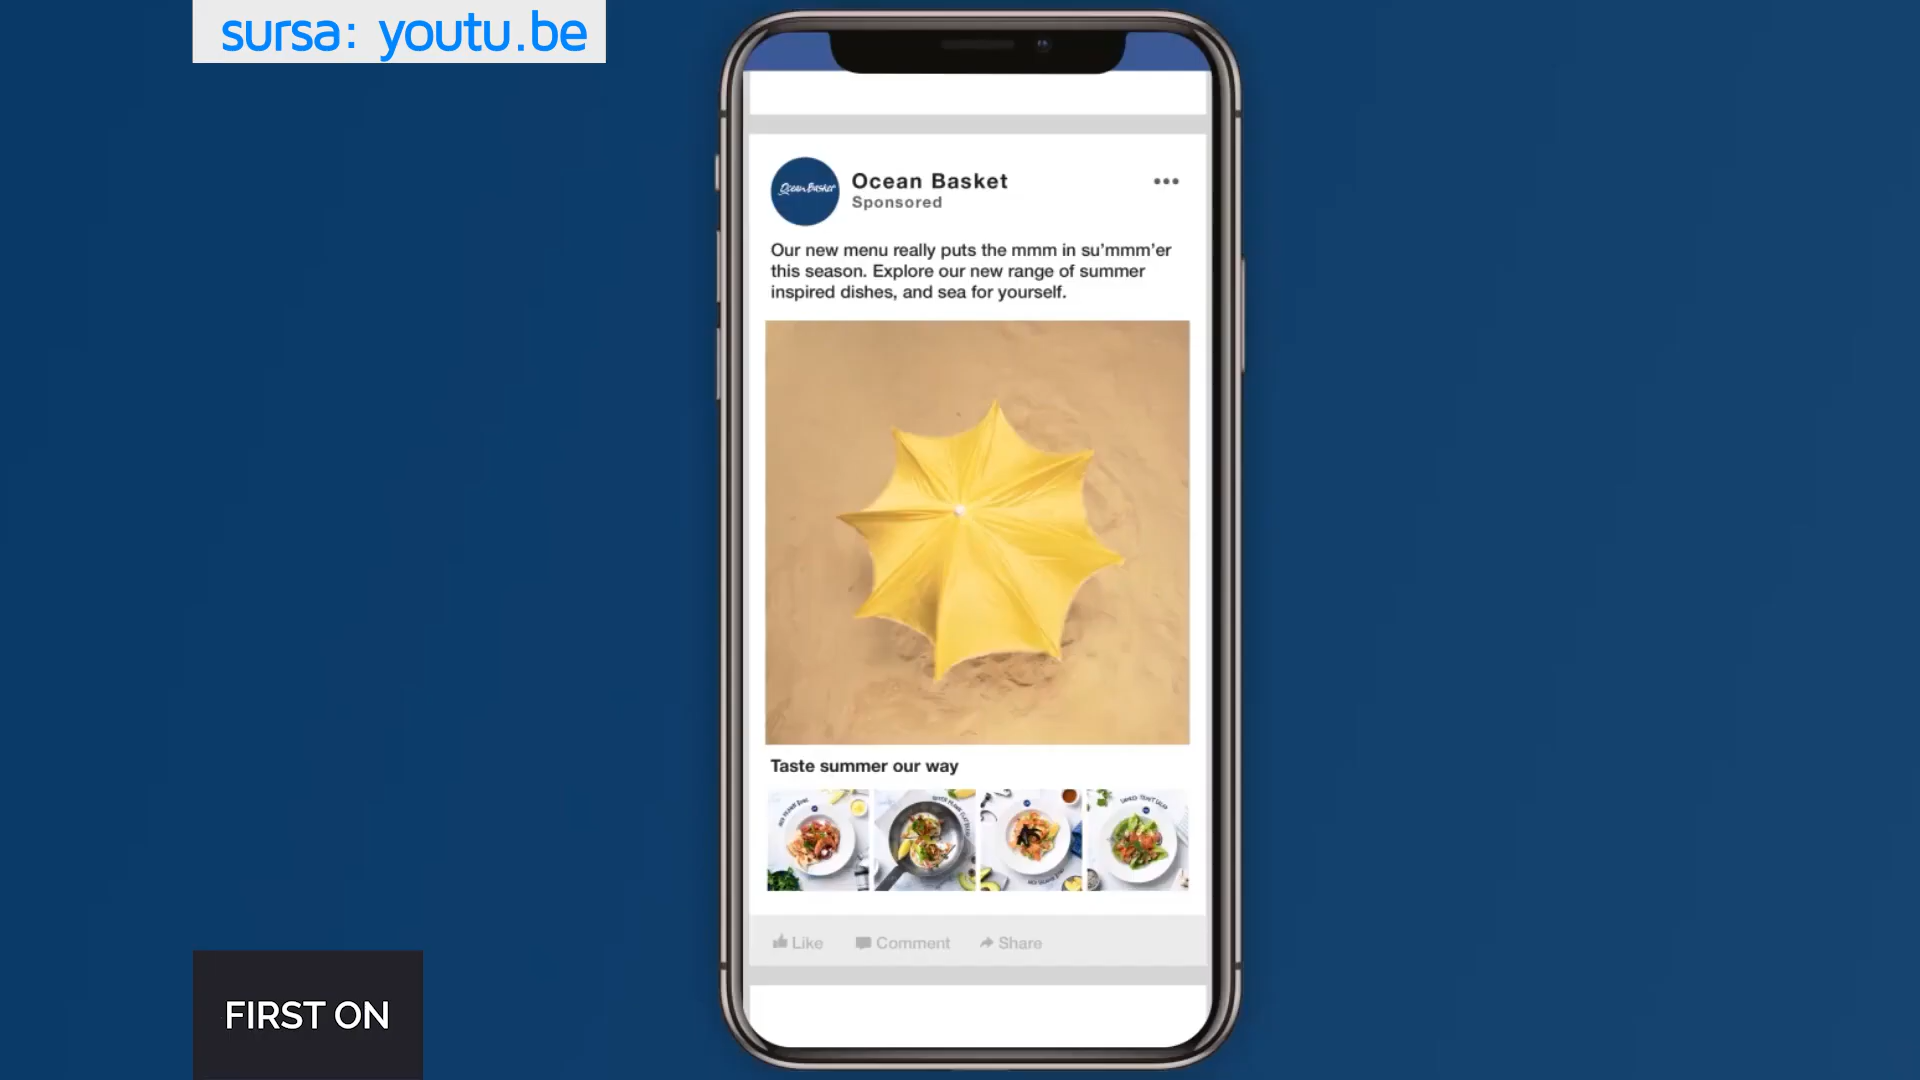 sursa: youtu.be
Ocean Basket
Ocean Basket
Sponsored
Our new menu really puts the mmm in su’mmm’er
this season. Explore our new range of summer
inspired dishes, and sea for yourself.
Taste summer our way
Like
Comment
Share
FIRST ON